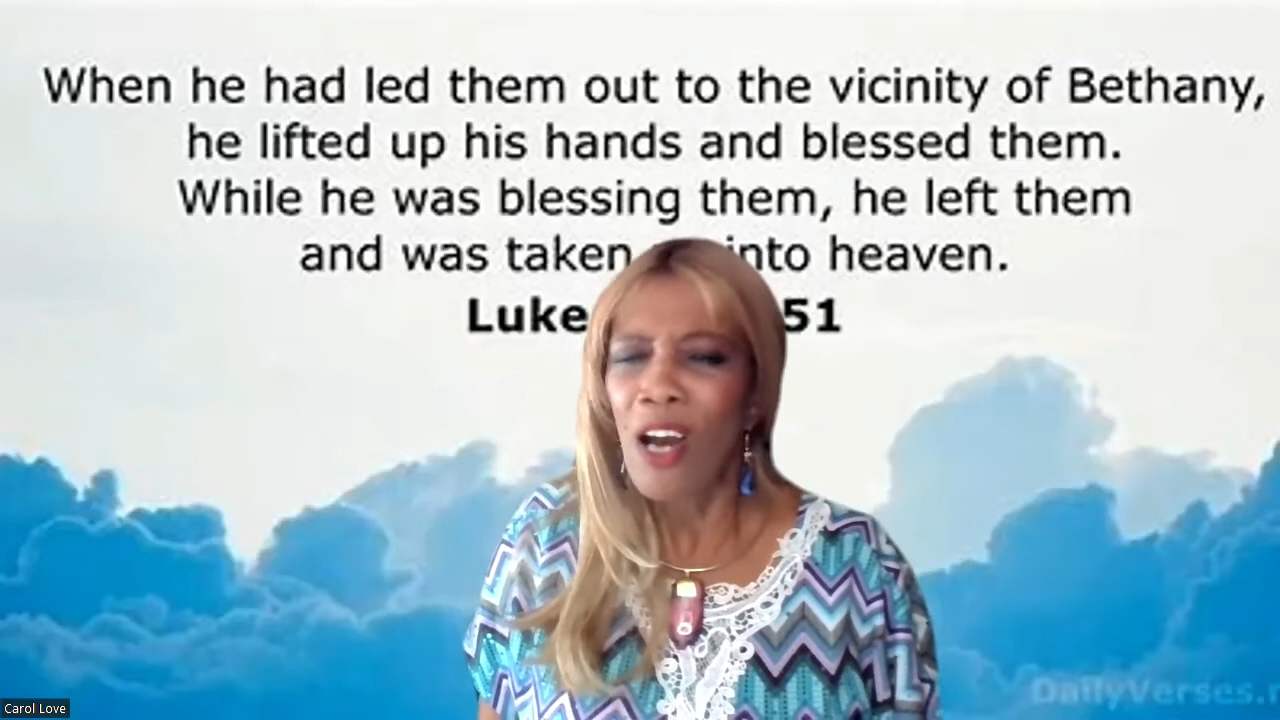 When he had led them out to the vicinity of Bethany,
he lifted up his hands and blessed them.
While he was blessing them, he left them
and was taken into heaven.
Luke 51
Carol Love
DailyVerses.